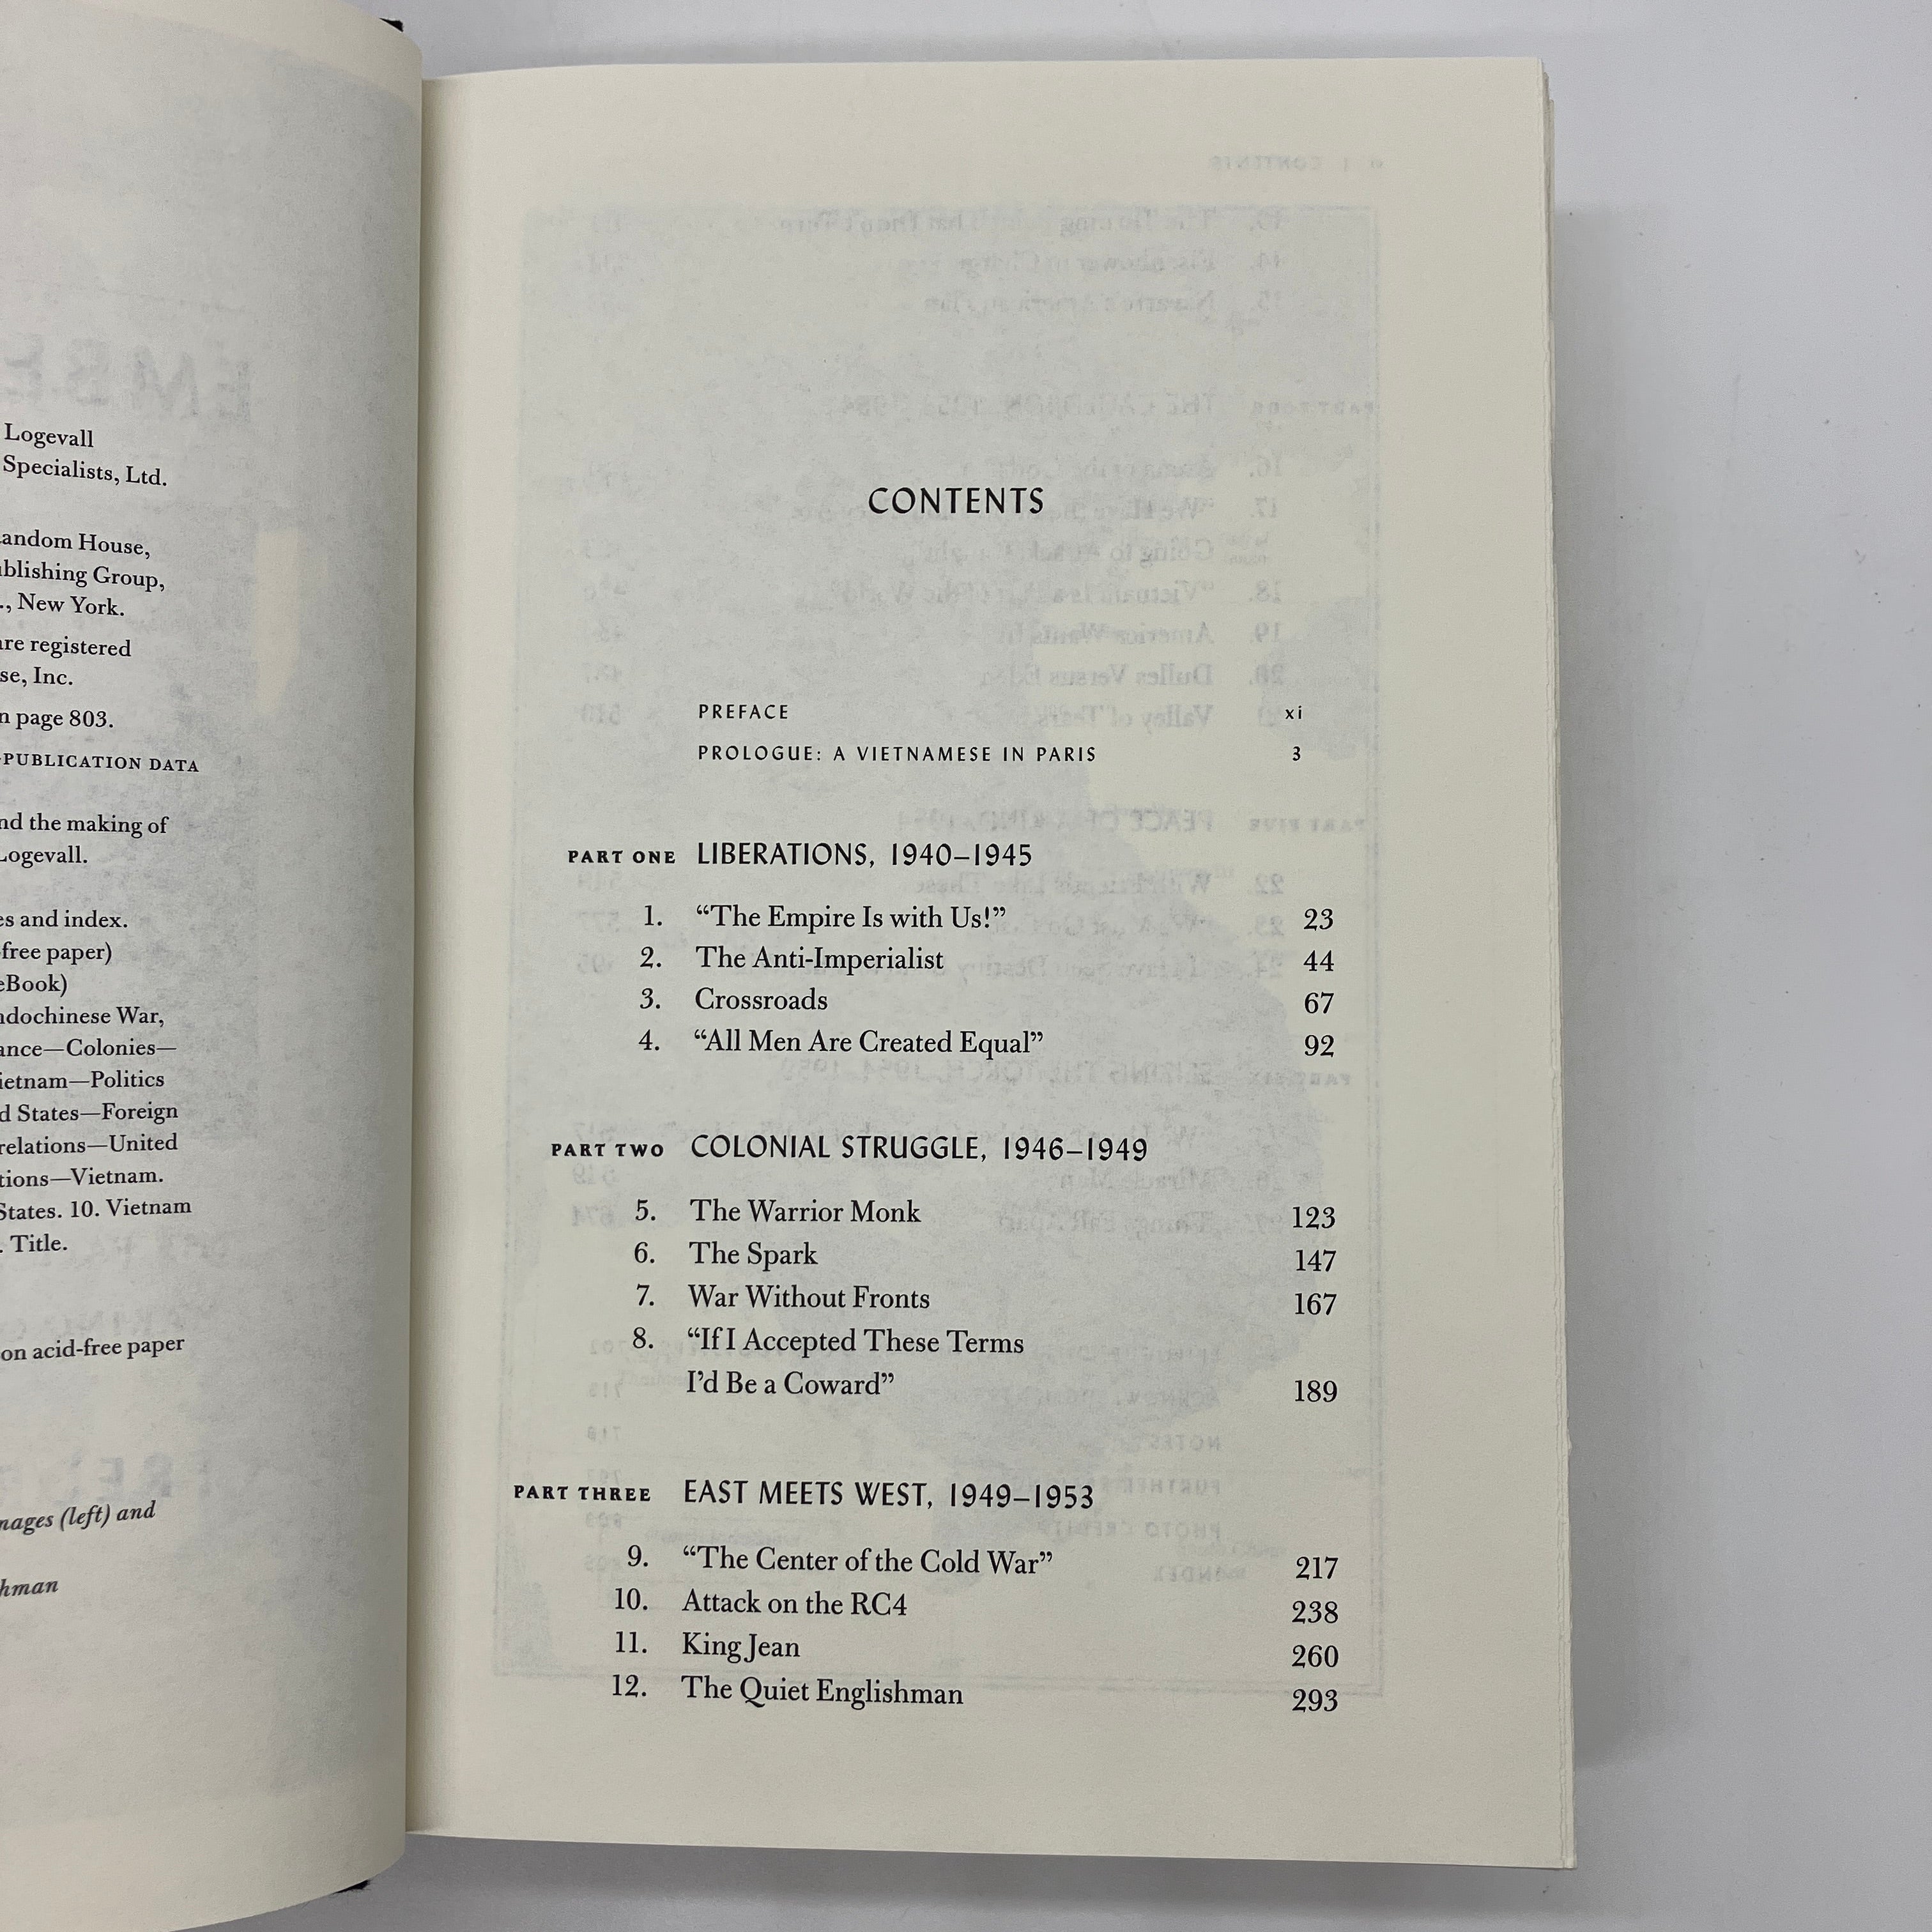 Logevall
Specialists, Ltd.
andom House,
blishing Group,
., New York.
are registered
se, Inc.
n page 803.
-PUBLICATION DATA
nd the making of
Logevall.
es and index.
free paper)
eBook)
ndochinese War,
ance—Colonies—
ietnam—Politics
d States—Foreign
relations—United
tions—Vietnam.
States. 10. Vietnam
. Title.
on acid-free paper
mages (left) and
hman
CONTENTS
PREFACE xi
PROLOGUE: A VIETNAMESE IN PARIS 3
PART ONE LIBERATIONS, 1940–1945
1. “The Empire Is with Us!” 23
2. The Anti-Imperialist 44
3. Crossroads 67
4. “All Men Are Created Equal” 92
PART TWO COLONIAL STRUGGLE, 1946–1949
5. The Warrior Monk 123
6. The Spark 147
7. War Without Fronts 167
8. “If I Accepted These Terms
I’d Be a Coward” 189
PART THREE EAST MEETS WEST, 1949–1953
9. “The Center of the Cold War” 217
10. Attack on the RC4 238
11. King Jean 260
12. The Quiet Englishman 293